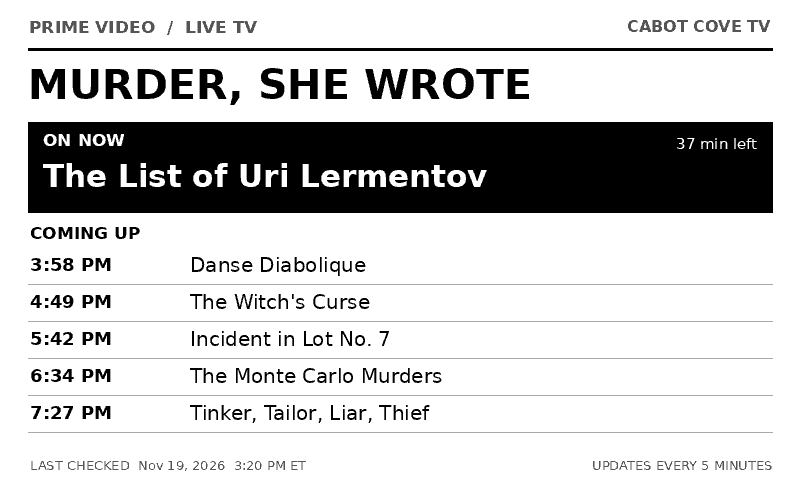 PRIME VIDEO / LIVE TV
CABOT COVE TV
MURDER, SHE WROTE
ON NOW
37 min left
The List of Uri Lermentov
COMING UP
3:58 PM Danse Diabolique
4:49 PM The Witch's Curse
5:42 PM Incident in Lot No. 7
6:34 PM The Monte Carlo Murders
7:27 PM Tinker, Tailor, Liar, Thief
LAST CHECKED Nov 19, 2026 3:20 PM ET
UPDATES EVERY 5 MINUTES